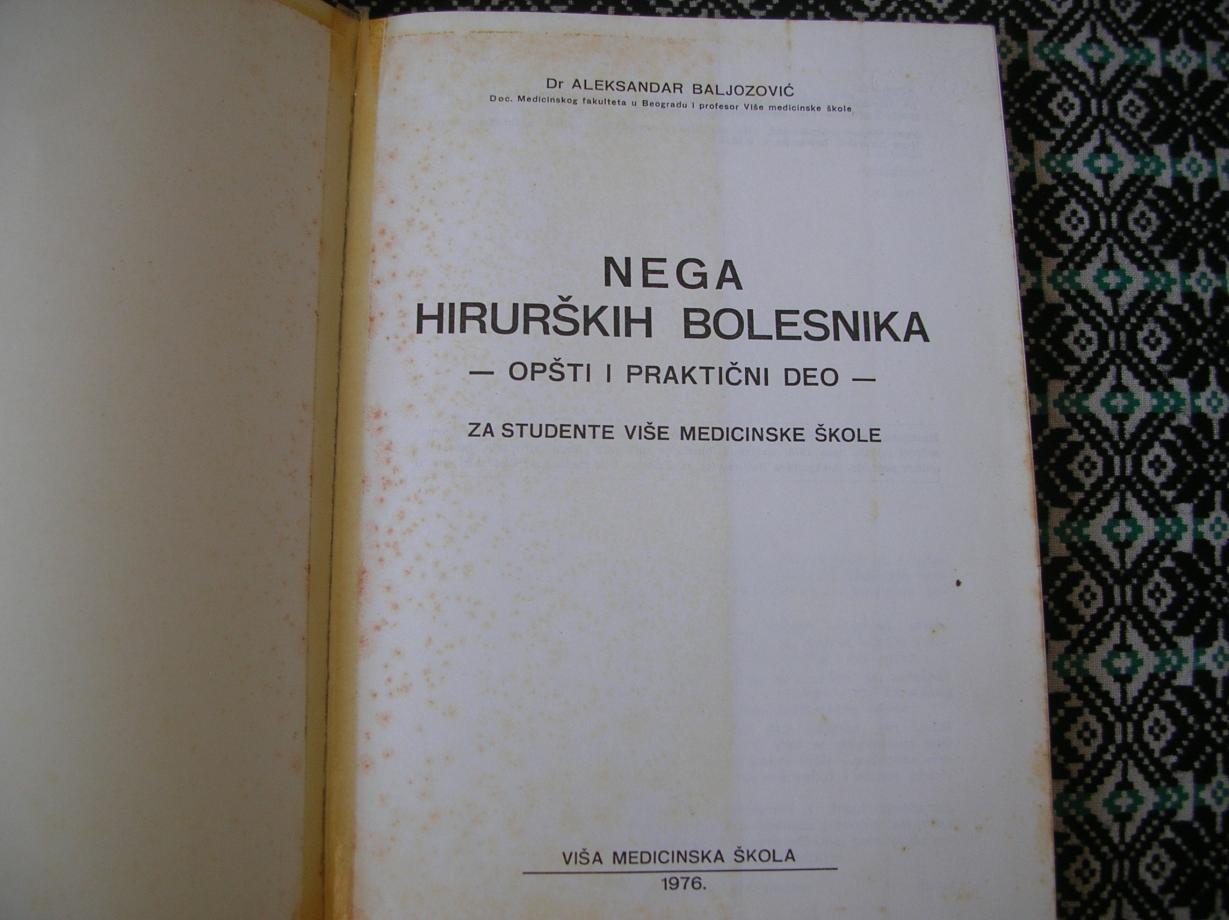 Dr ALEKSANDAR BALJOZOVIĆ
Doc. Medicinskog fakulteta u Beogradu i profesor Više medicinske škole
NEGA
HIRURŠKIH BOLESNIKA
— OPŠTI I PRAKTIČNI DEO —
ZA STUDENTE VIŠE MEDICINSKE ŠKOLE
VIŠA MEDICINSKA ŠKOLA
1976.